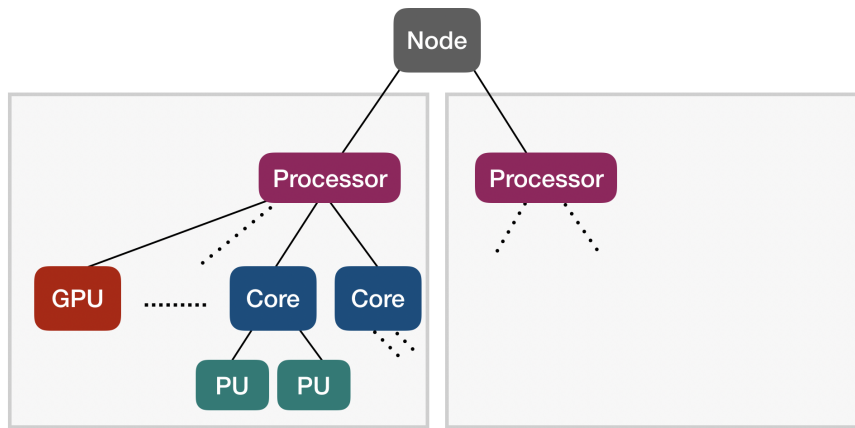 Node
Processor
Processor
GPU
Core
Core
PU
PU